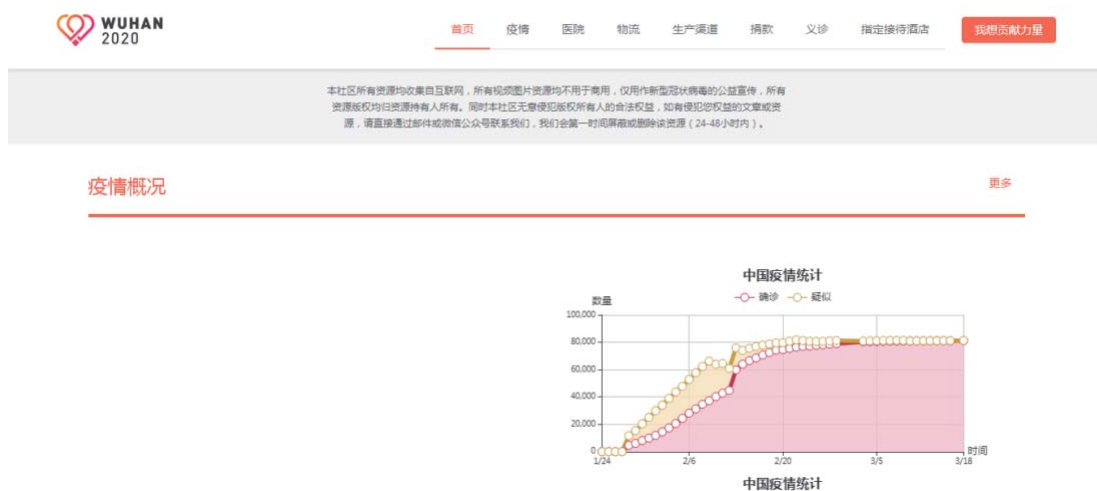 WUHAN
2020
首页 疫情 医院 物流 生产渠道 捐款 义诊 指定接待酒店 我想贡献力量
本社区所有资源均收集自互联网，所有视频图片资源均不用于商用，仅用作新型冠状病毒的公益宣传，所有
资源版权均归资源持有人所有。同时本社区无意侵犯版权所有人的合法权益，如有侵犯您权益的文章或资
源，请直接通过邮件或微信公众号联系我们，我们会第一时间屏蔽或删除该资源（24-48小时内）。
疫情概况 更多
中国疫情统计
确诊 疑似
数量
100,000
80,000
60,000
40,000
20,000
0
1/24 2/6 2/20 3/5 3/18
时间
中国疫情统计